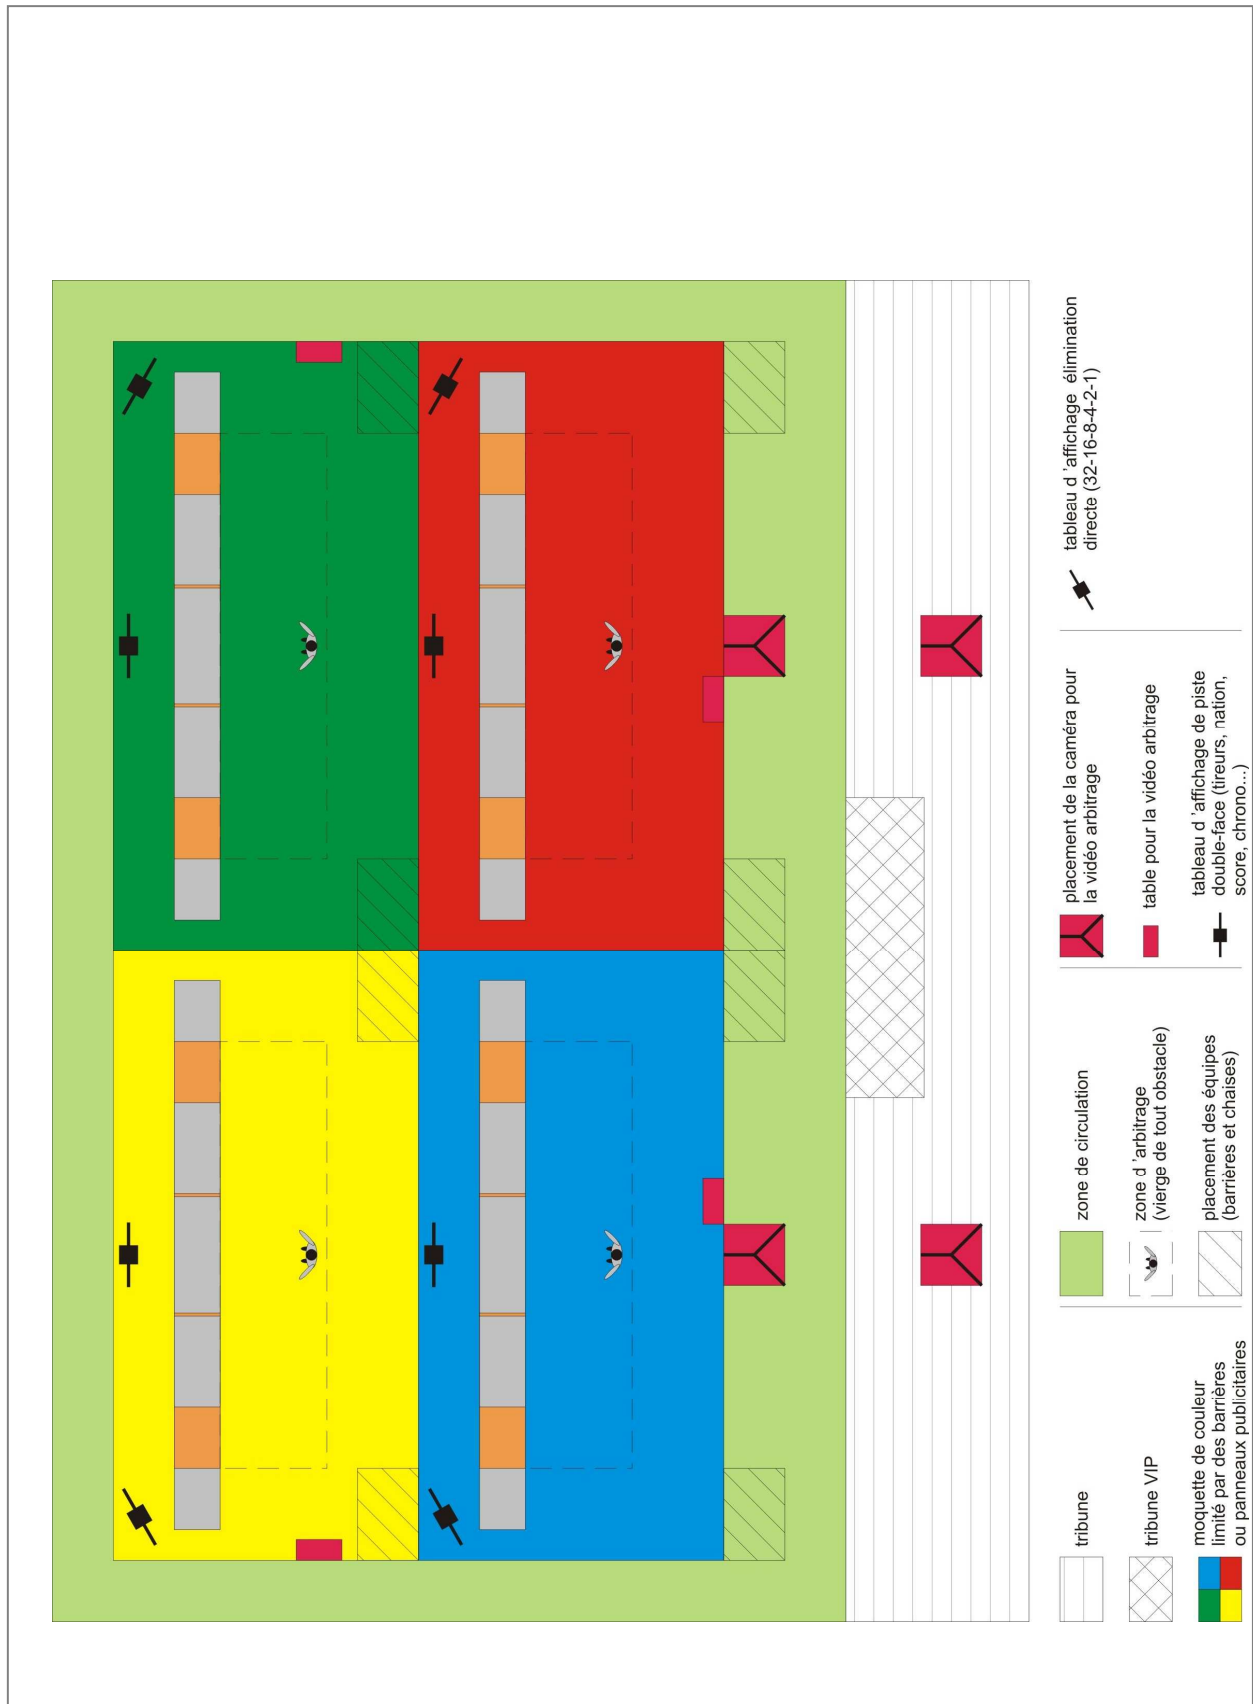 tribune
tribune VIP
moquette de couleur
limité par des barrières
ou panneaux publicitaires
zone de circulation
zone d 'arbitrage
(vierge de tout obstacle)
placement des équipes
(barrières et chaises)
placement de la caméra pour
la vidéo arbitrage
table pour la vidéo arbitrage
tableau d 'affichage de piste
double-face (tireurs, nation,
score, chrono...)
tableau d 'affichage élimination
directe (32-16-8-4-2-1)